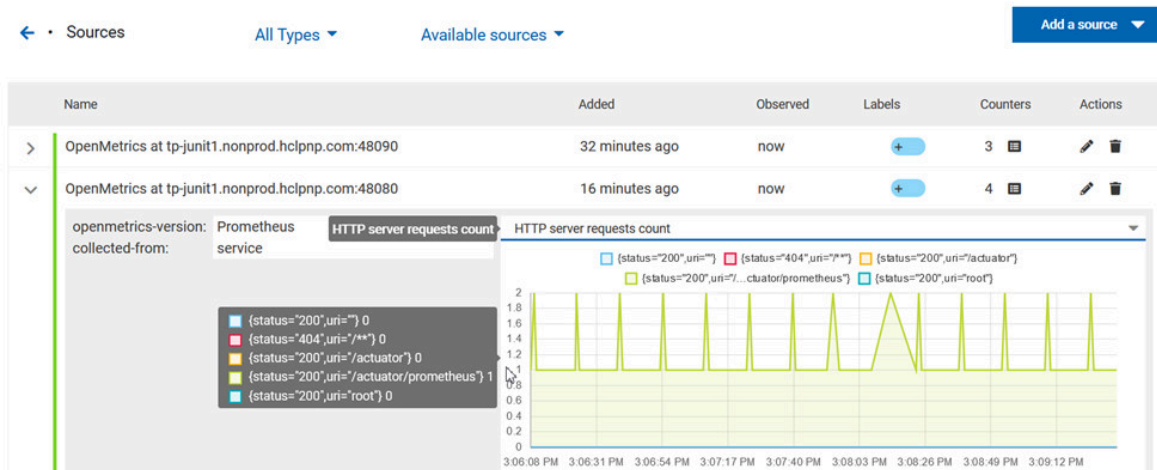 Sources All Types Available sources Add a source
Name Added Observed Labels Counters Actions
OpenMetrics at tp-junit1.nonprod.hclpnp.com:48090 32 minutes ago now + 3
OpenMetrics at tp-junit1.nonprod.hclpnp.com:48080 16 minutes ago now + 4
openmetrics-version: Prometheus HTTP server requests count HTTP server requests count
collected-from: service
{status="200",uri=""} {status="404",uri="/**"} {status="200",uri="/actuator"}
{status="200",uri="/...ctuator/prometheus"} {status="200",uri="root"}
{status="200",uri=""} 0
{status="404",uri="/**"} 0
{status="200",uri="/actuator"} 0
{status="200",uri="/actuator/prometheus"} 1
{status="200",uri="root"} 0
2
1.8
1.6
1.4
1.2
1
0.8
0.6
0.4
0.2
0
3:06:08 PM 3:06:31 PM 3:06:54 PM 3:07:17 PM 3:07:40 PM 3:08:03 PM 3:08:26 PM 3:08:49 PM 3:09:12 PM